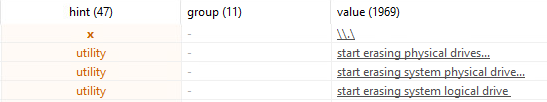 hint (47) group (11) value (1969)
x - \\.\
utility - start erasing physical drives...
utility - start erasing system physical drive...
utility - start erasing system logical drive